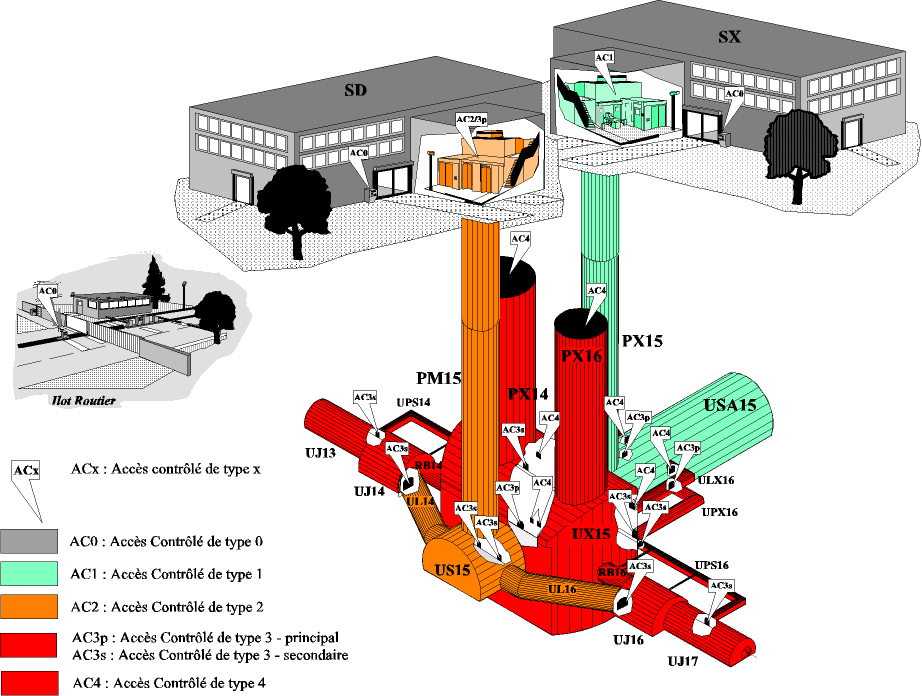 SX
AC1
SD
AC0
AC2/3p
AC0
AC4
AC0
AC4
PX15
PX16
PM15
PX14
Ilot Routier
UPS14
AC3s
USA15
AC4
AC3p
AC4
AC3s
AC4
AC3p
UJ13
AC3s
RB14
AC4
ULX16
UJ14
UL14
AC3p
AC4
AC3s
AC3s
UPX16
AC3s
AC3s
UX15
US15
RB16
AC3s
UPS16
UL16
AC3s
UJ16
UJ17
ACx
ACx : Accès contrôlé de type x
AC0 : Accès Contrôlé de type 0
AC1 : Accès Contrôlé de type 1
AC2 : Accès Contrôlé de type 2
AC3p : Accès Contrôlé de type 3 - principal
AC3s : Accès Contrôlé de type 3 - secondaire
AC4 : Accès Contrôlé de type 4